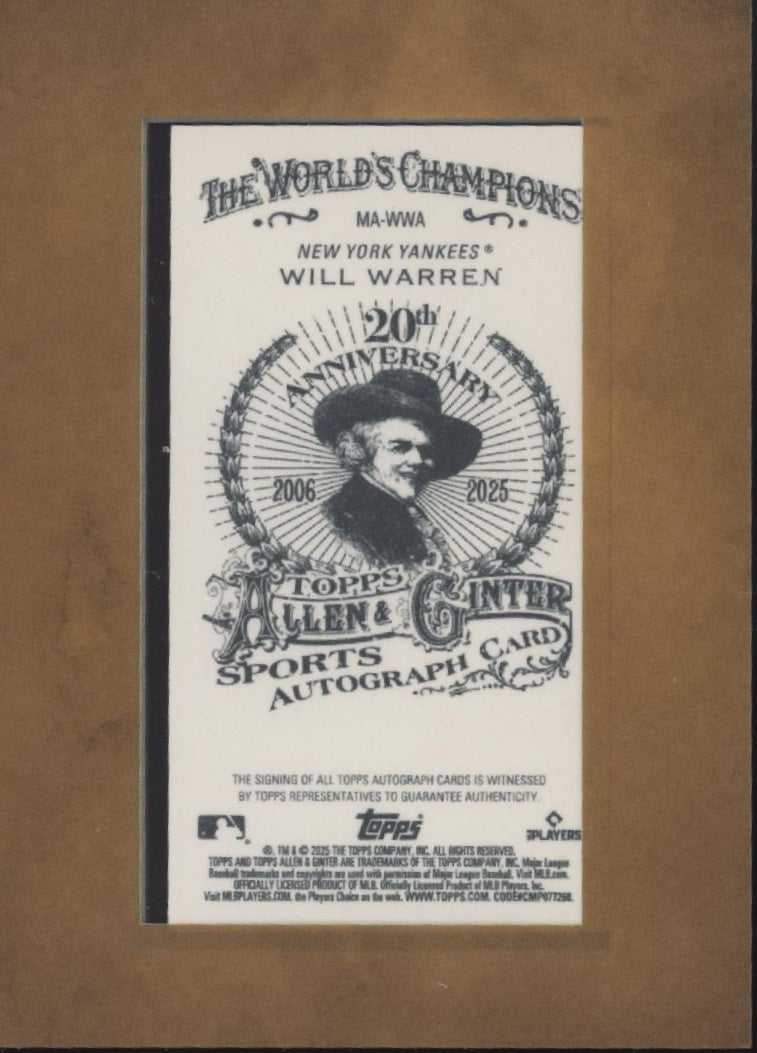 THE WORLD'S CHAMPIONS
MA-WWA
NEW YORK YANKEES®
WILL WARREN
20th
ANNIVERSARY
2006 2025
TOPPS
ALLEN & GINTER
SPORTS
AUTOGRAPH CARD
THE SIGNING OF ALL TOPPS AUTOGRAPH CARDS IS WITNESSED
BY TOPPS REPRESENTATIVES TO GUARANTEE AUTHENTICITY.
topps
PLAYERS
®, TM & © 2025 THE TOPPS COMPANY, INC. ALL RIGHTS RESERVED.
TOPPS AND TOPPS ALLEN & GINTER ARE TRADEMARKS OF THE TOPPS COMPANY, INC. Major League
Baseball trademarks and copyrights are used with permission of Major League Baseball. Visit MLB.com.
OFFICIALLY LICENSED PRODUCT OF MLB. Officially Licensed Product of MLB Players, Inc.
Visit MLBPLAYERS.COM, the Players Choice on the web. WWW.TOPPS.COM. CODE#CMP077268.